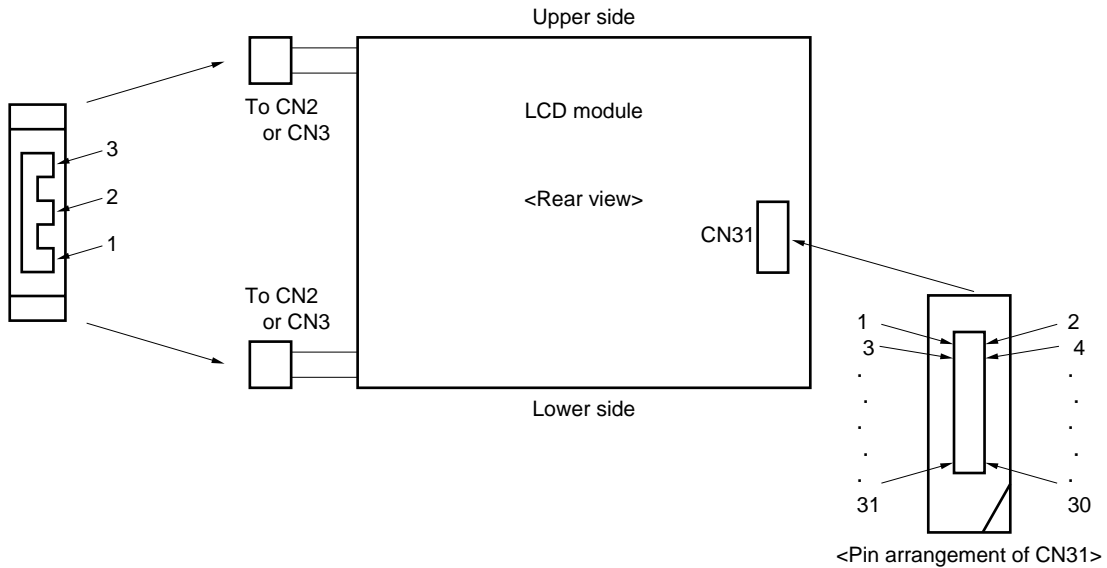 Upper side
To CN2
or CN3
LCD module
3
2
1
<Rear view>
CN31
To CN2
or CN3
Lower side
1 2
3 4
. .
. .
. .
. .
. .
31 30
<Pin arrangement of CN31>